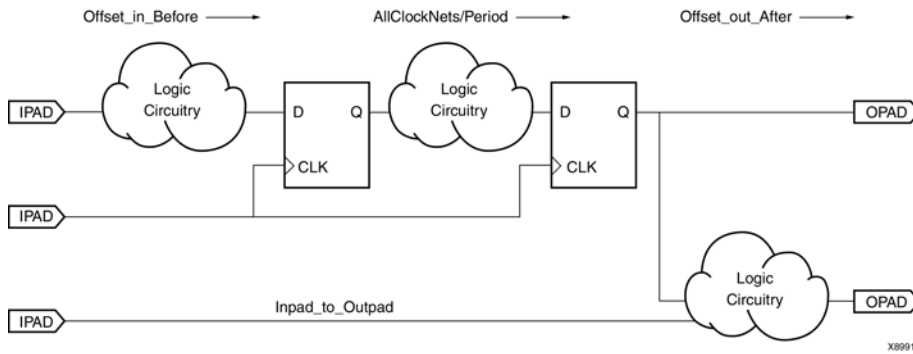 Offset_in_Before
AllClockNets/Period
Offset_out_After
Logic
Circuitry
Logic
Circuitry
IPAD
D
Q
D
Q
OPAD
CLK
CLK
IPAD
Logic
Circuitry
OPAD
Inpad_to_Outpad
IPAD
X8991